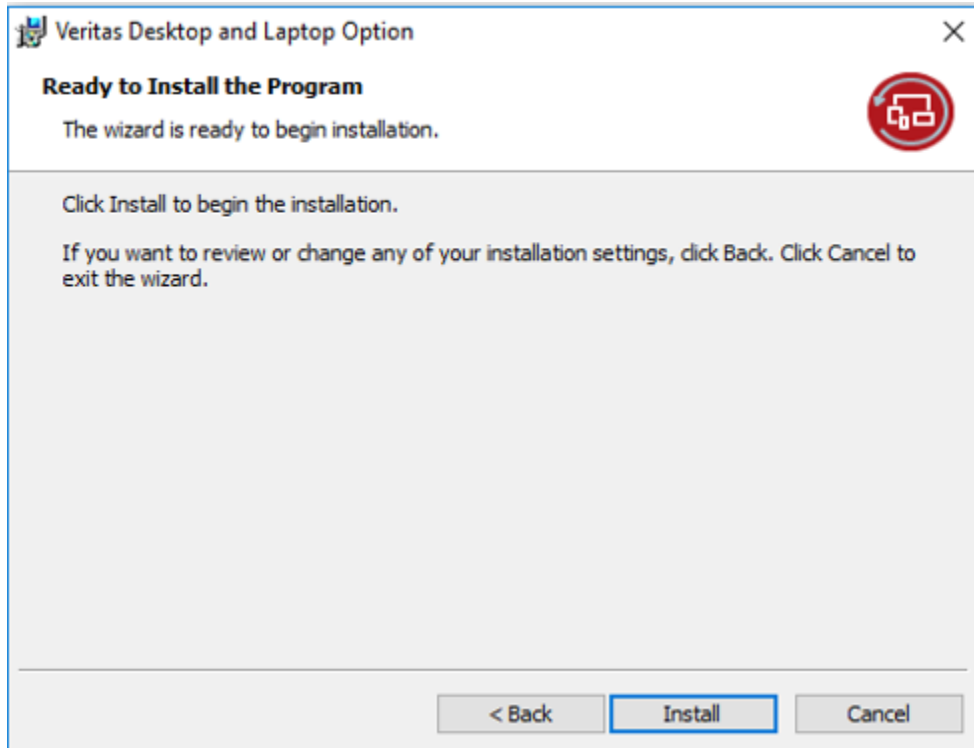 Veritas Desktop and Laptop Option
Ready to Install the Program
The wizard is ready to begin installation.
Click Install to begin the installation.
If you want to review or change any of your installation settings, click Back. Click Cancel to
exit the wizard.
< Back
Install
Cancel